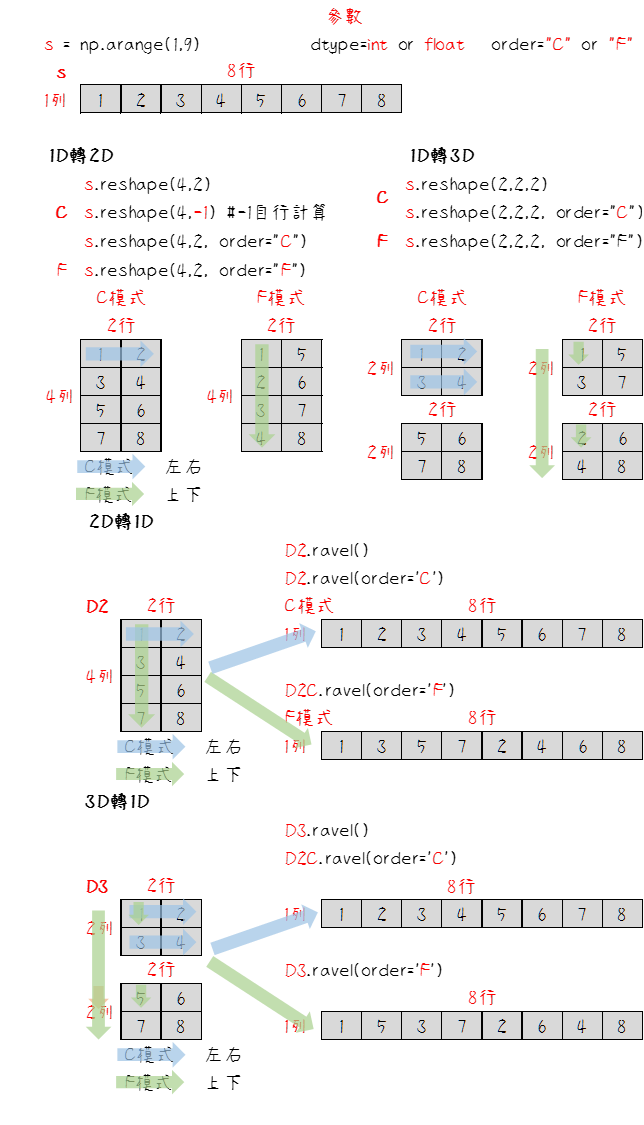 參數
s = np.arange(1,9) dtype=int or float order="C" or "F"
s 8行
1列 1 2 3 4 5 6 7 8
1D轉2D 1D轉3D
s.reshape(4,2) s.reshape(2,2,2)
C s.reshape(4,-1) #-1自行計算 C s.reshape(2,2,2, order="C")
s.reshape(4,2, order="C") F s.reshape(2,2,2, order="F")
F s.reshape(4,2, order="F")
C模式 F模式 C模式 F模式
2行 2行 2行 2行
1 2 1 5 1 2 1 5
2列 2列
3 4 2 6 3 4 3 7
4列 4列 2行 2行
5 6 3 7 5 6 2 6
2列 2列
7 8 4 8 7 8 4 8
C模式 左右
F模式 上下
2D轉1D
D2.ravel()
D2.ravel(order='C')
D2 2行 C模式 8行
1 2 1列 1 2 3 4 5 6 7 8
3 4
4列
5 6 D2C.ravel(order='F')
7 8 F模式 8行
C模式 左右 1列 1 3 5 7 2 4 6 8
F模式 上下
3D轉1D
D3.ravel()
D2C.ravel(order='C')
D3 2行 8行
1 2 1列 1 2 3 4 5 6 7 8
2列
3 4
2行 D3.ravel(order='F')
5 6 8行
2列
7 8 1列 1 5 3 7 2 6 4 8
C模式 左右
F模式 上下